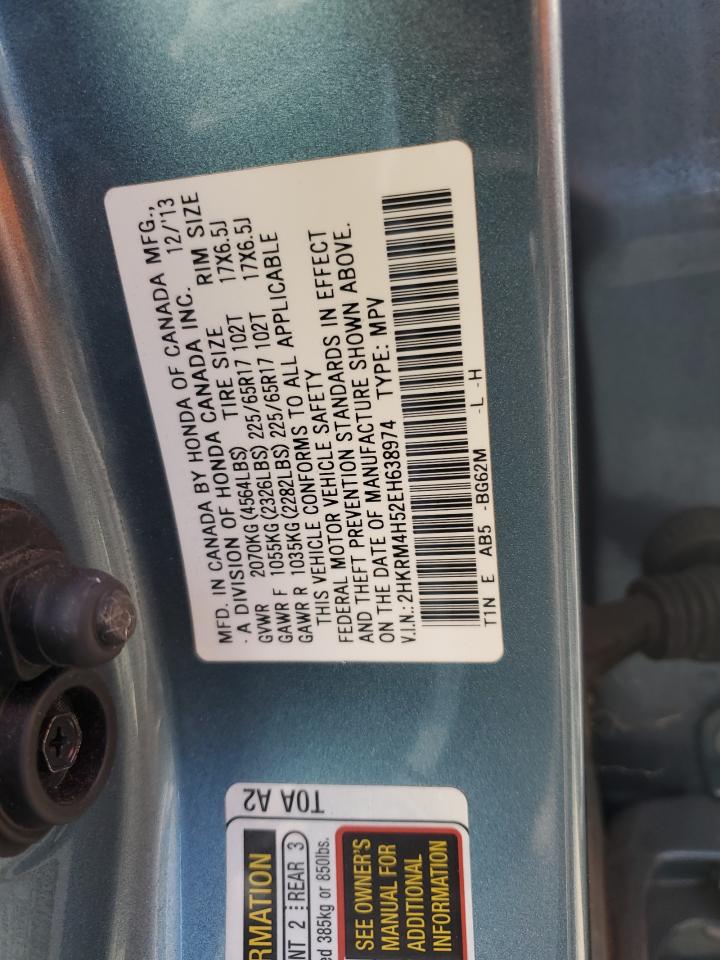 MFD. IN CANADA BY HONDA OF CANADA MFG.,
· A DIVISION OF HONDA CANADA INC. 12/'13
GVWR 2070KG (4564LBS) TIRE SIZE RIM SIZE
GAWR F 1055KG (2326LBS) 225/65R17 102T 17X6.5J
GAWR R 1035KG (2282LBS) 225/65R17 102T 17X6.5J
THIS VEHICLE CONFORMS TO ALL APPLICABLE
FEDERAL MOTOR VEHICLE SAFETY
AND THEFT PREVENTION STANDARDS IN EFFECT
ON THE DATE OF MANUFACTURE SHOWN ABOVE.
V.I.N.: 2HKRM4H52EH638974 TYPE: MPV
T1N E AB5 -BG62M -L -H
T0A A2
RMATION
NT 2 REAR 3
ed 385kg or 850lbs.
SEE OWNER'S
MANUAL FOR
ADDITIONAL
INFORMATION